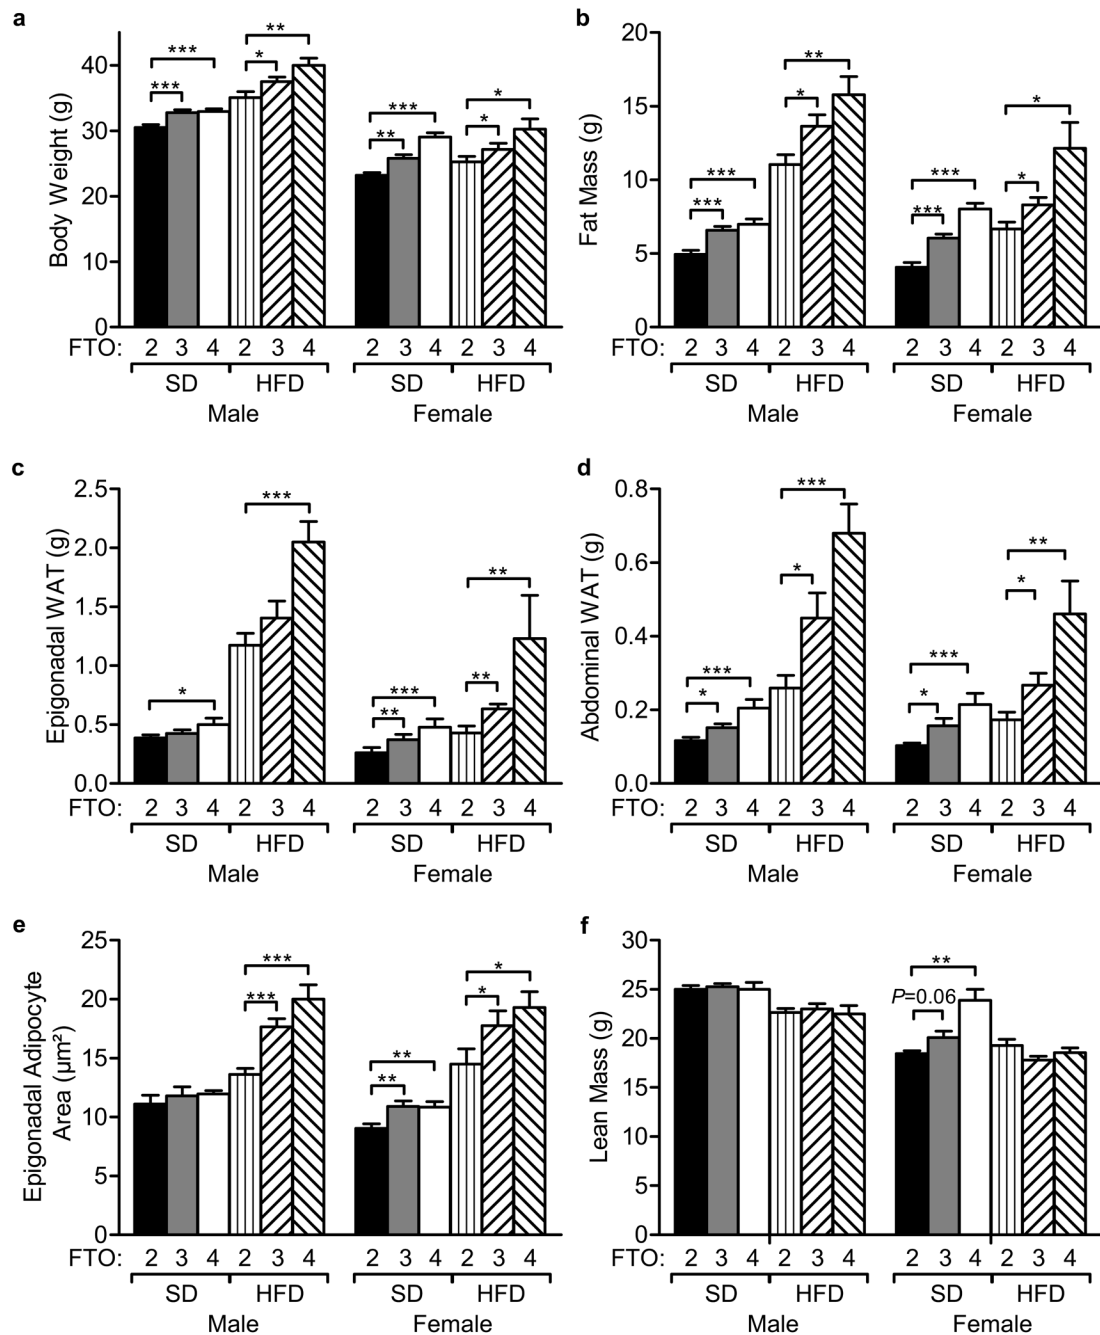 a
Body Weight (g)
40
30
20
10
0
***
***
**
*
***
**
*
*
FTO: 2 3 4 2 3 4 2 3 4 2 3 4
SD HFD SD HFD
Male Female
b
Fat Mass (g)
20
15
10
5
0
***
***
**
*
***
***
*
*
FTO: 2 3 4 2 3 4 2 3 4 2 3 4
SD HFD SD HFD
Male Female
c
Epigonadal WAT (g)
2.5
2.0
1.5
1.0
0.5
0.0
*
***
***
**
**
**
FTO: 2 3 4 2 3 4 2 3 4 2 3 4
SD HFD SD HFD
Male Female
d
Abdominal WAT (g)
0.8
0.6
0.4
0.2
0.0
***
*
***
*
***
*
**
*
FTO: 2 3 4 2 3 4 2 3 4 2 3 4
SD HFD SD HFD
Male Female
e
Epigonadal Adipocyte
Area (µm²)
25
20
15
10
5
0
***
***
**
**
*
*
FTO: 2 3 4 2 3 4 2 3 4 2 3 4
SD HFD SD HFD
Male Female
f
Lean Mass (g)
30
25
20
15
10
5
0
**
P=0.06
FTO: 2 3 4 2 3 4 2 3 4 2 3 4
SD HFD SD HFD
Male Female